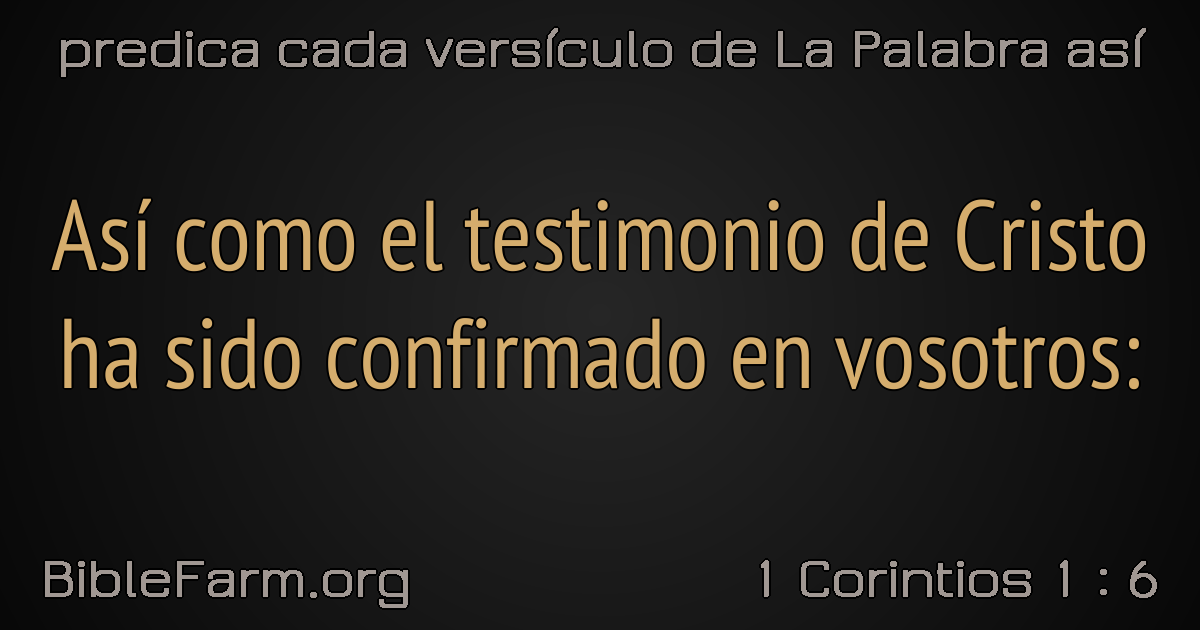 predica cada versículo de La Palabra así
Así como el testimonio de Cristo
ha sido confirmado en vosotros:
BibleFarm.org
1 Corintios 1 : 6